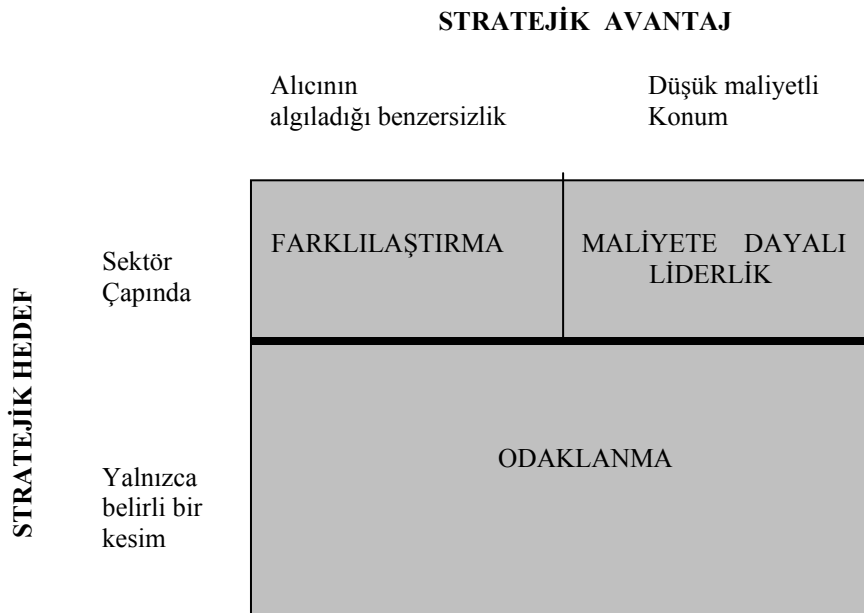 STRATEJİK AVANTAJ
Alıcının
algıladığı benzersizlik
Düşük maliyetli
Konum
STRATEJİK HEDEF
Sektör
Çapında
FARKLILAŞTIRMA
MALİYETE DAYALI
LİDERLİK
Yalnızca
belirli bir
kesim
ODAKLANMA